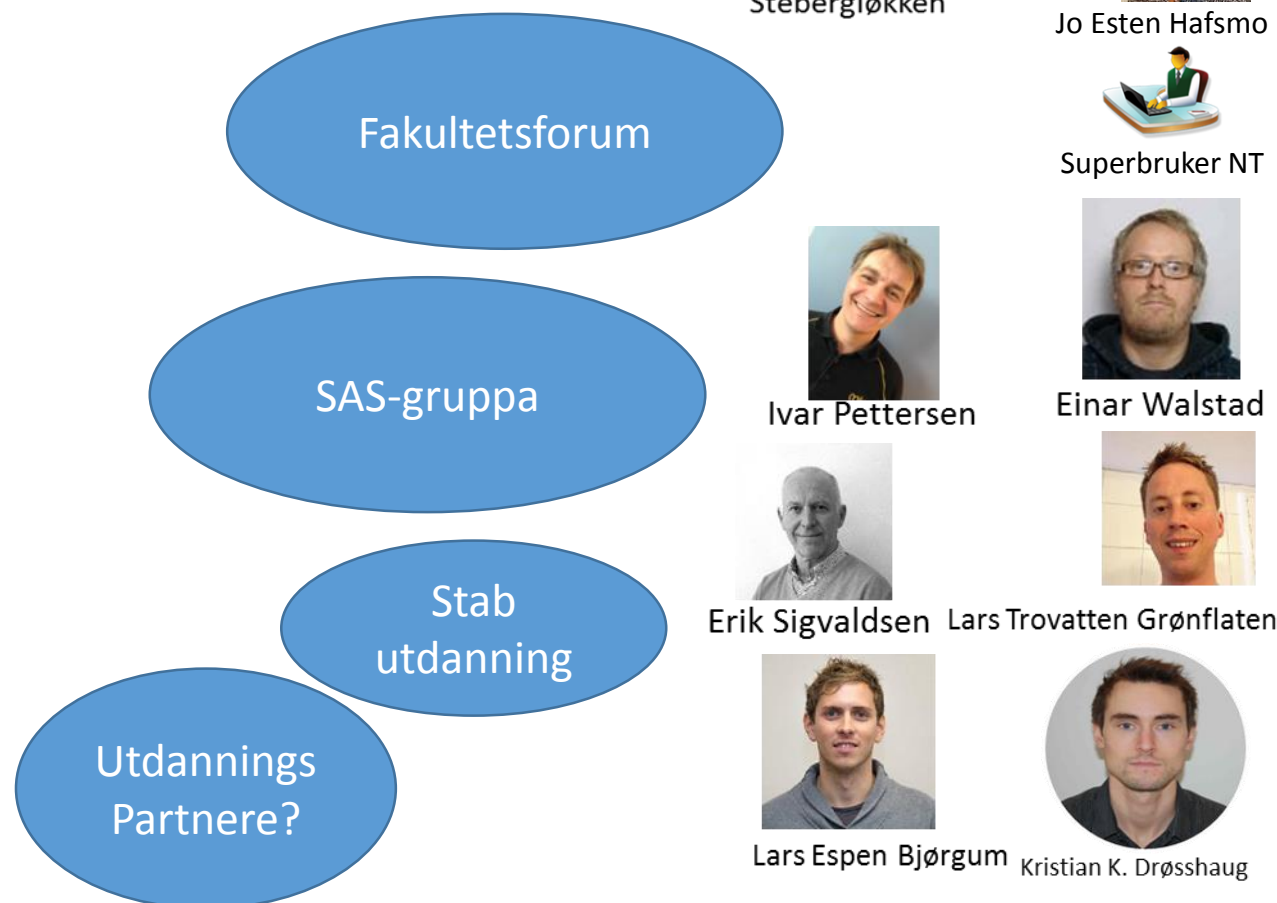 Stebergløkken
Jo Esten Hafsmo
Fakultetsforum
Superbruker NT
SAS-gruppa
Ivar Pettersen
Einar Walstad
Stab
utdanning
Erik Sigvaldsen
Lars Trovatten Grønflaten
Utdannings
Partnere?
Lars Espen Bjørgum
Kristian K. Drøsshaug